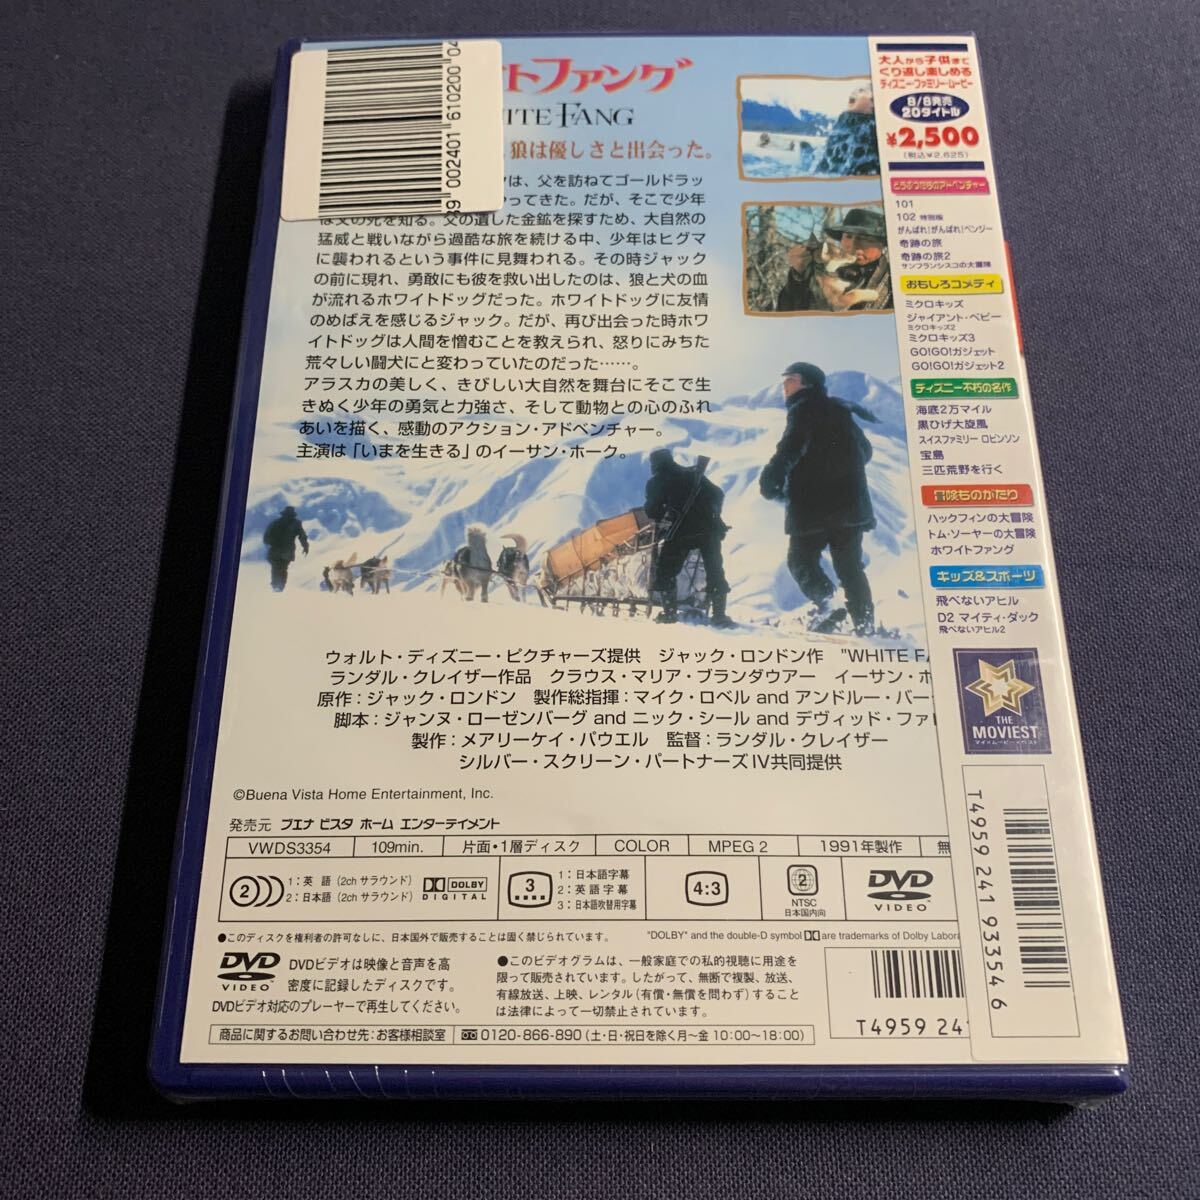 イトファング
HITE FANG
狼は優しさと出会った。
は、父を訪ねてゴールドラッ
やってきた。だが、そこで少年
は父の死を知る。父の遺した金鉱を探すため、大自然の
猛威と戦いながら過酷な旅を続ける中、少年はヒグマ
に襲われるという事件に見舞われる。その時ジャック
の前に現れ、勇敢にも彼を救い出したのは、狼と犬の血
が流れるホワイトドッグだった。ホワイトドッグに友情
のめばえを感じるジャック。だが、再び出会った時ホワ
イトドッグは人間を憎むことを教えられ、怒りにみちた
荒々しい闘犬にと変わっていたのだった……。
アラスカの美しく、きびしい大自然を舞台にそこで生
きぬく少年の勇気と力強さ、そして動物との心のふれ
あいを描く、感動のアクション・アドベンチャー。
主演は「いまを生きる」のイーサン・ホーク。
ウォルト・ディズニー・ピクチャーズ提供 ジャック・ロンドン作 "WHITE FA
ランダル・クレイザー作品 クラウス・マリア・ブランダウアー イーサン・ホ
原作：ジャック・ロンドン 製作総指揮：マイク・ロベル and アンドルー・バー
脚本：ジャンヌ・ローゼンバーグ and ニック・シール and デヴィッド・ファ
製作：メアリーケイ・パウエル 監督：ランダル・クレイザー
シルバー・スクリーン・パートナーズIV共同提供
©Buena Vista Home Entertainment, Inc.
発売元 ブエナ ビスタ ホーム エンターテイメント
VWDS3354 109min. 片面・1層ディスク COLOR MPEG 2 1991年製作 無
2 1：英語（2chサラウンド）
2：日本語（2chサラウンド）
DOLBY DIGITAL
3 1：日本語字幕
2：英語字幕
3：日本語吹替用字幕
4:3
2 NTSC 日本国内向
DVD VIDEO
●このディスクを権利者の許可なしに、日本国外で販売することは固く禁じられています。
"DOLBY" and the double-D symbol are trademarks of Dolby Labora
DVD VIDEO
DVDビデオは映像と音声を高
密度に記録したディスクです。
DVDビデオ対応のプレーヤーで再生してください。
●このビデオグラムは、一般家庭での私的視聴に用途を
限って販売されています。したがって、無断で複製、放送、
有線放送、上映、レンタル（有償・無償を問わず）することは
は法律によって一切禁止されています。
商品に関するお問い合わせ先：お客様相談室 0120-866-890（土・日・祝日を除く月〜金 10:00〜18:00）
T4959 24
9 002401 610200 04
大人から子供まで
くり返し楽しめる
ディズニー・ファミリー・ムービー
8/8発売
20タイトル
¥2,500
(税込¥2,625)
どうぶつたちのアドベンチャー
101
102 特別版
がんばれ!がんばれ!ベンジー
奇跡の旅
奇跡の旅2
サンフランシスコの大冒険
おもしろコメディ
ミクロキッズ
ジャイアント・ベビー
ミクロキッズ2
ミクロキッズ3
GO!GO!ガジェット
GO!GO!ガジェット2
ディズニー不朽の名作
海底2万マイル
黒ひげ大旋風
スイスファミリー ロビンソン
宝島
三匹荒野を行く
冒険ものがたり
ハックフィンの大冒険
トム・ソーヤーの大冒険
ホワイトファング
キッズ&スポーツ
飛べないアヒル
D2 マイティ・ダック
飛べないアヒル2
THE MOVIEST
マイ・ムービー・ベスト
T4959 241 93354 6